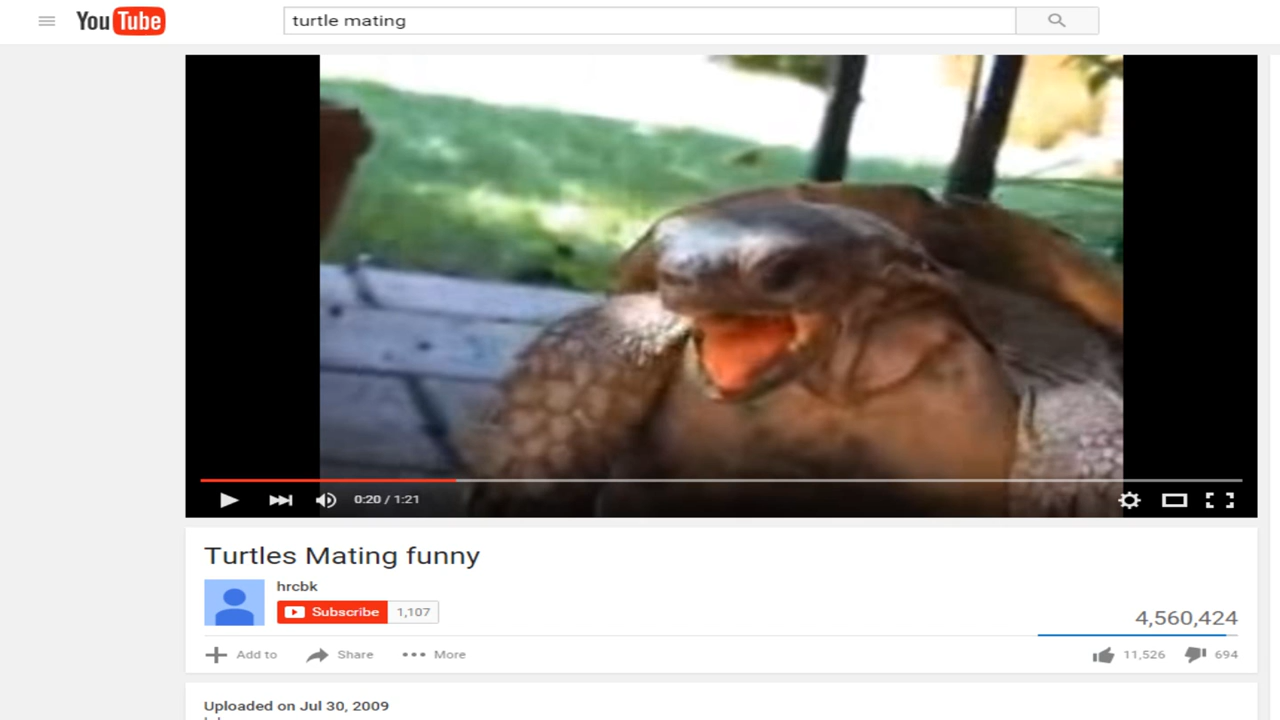 YouTube
turtle mating
0:20 / 1:21
Turtles Mating funny
hrcbk
Subscribe 1,107
4,560,424
Add to Share More 11,526 694
Uploaded on Jul 30, 2009